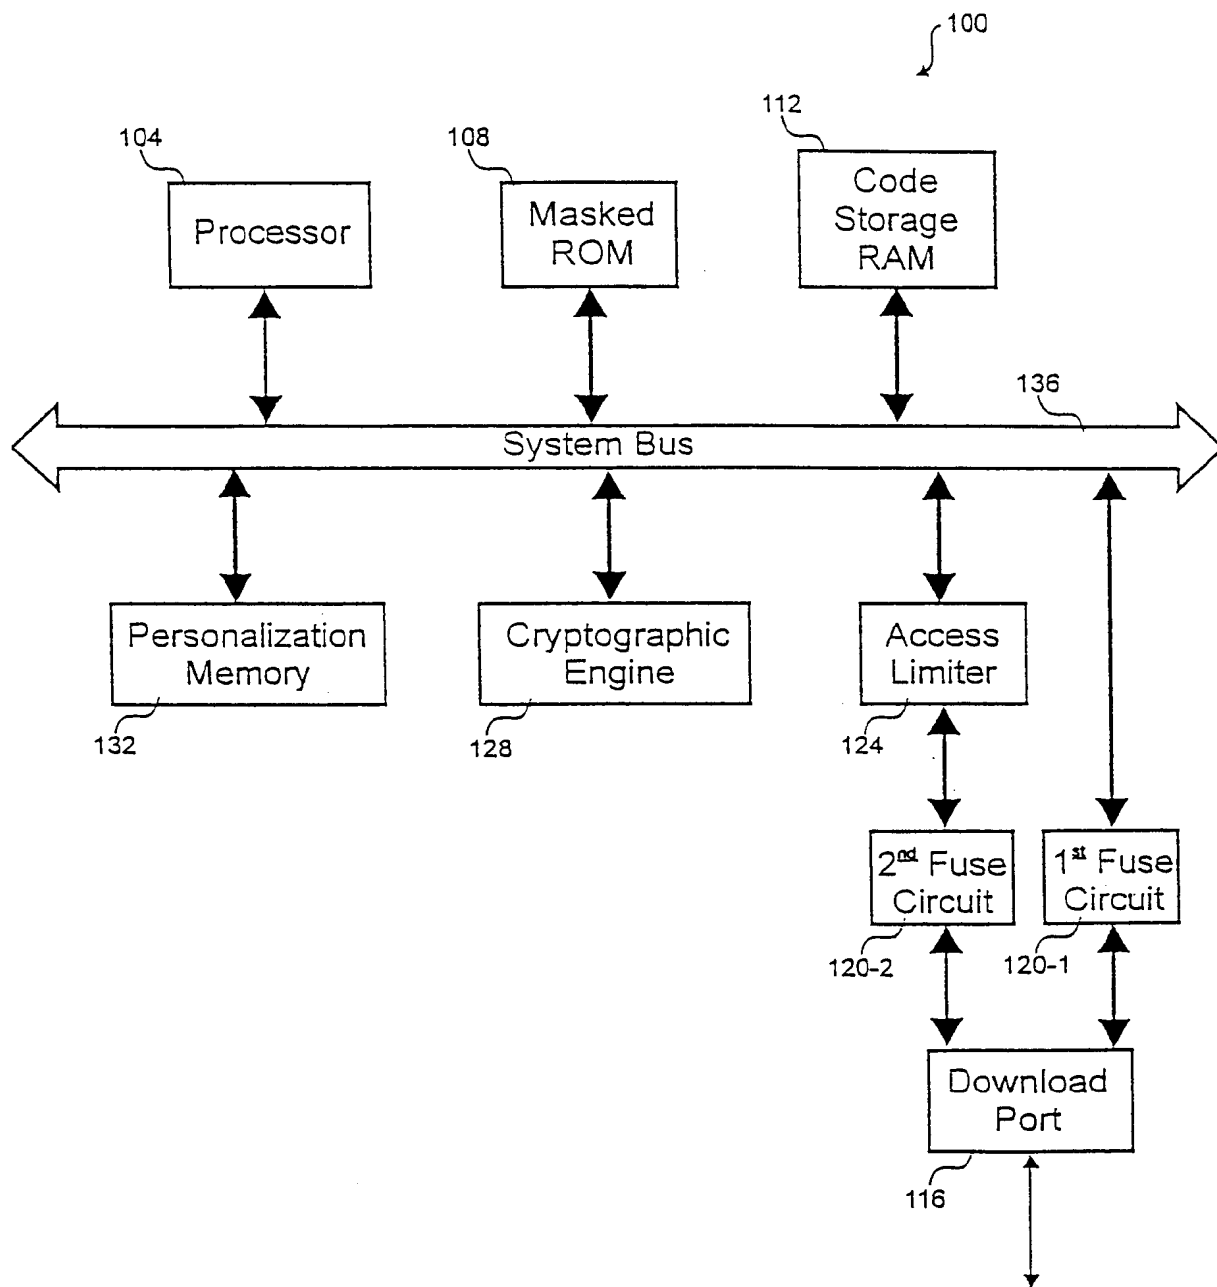 100
112
104
108
Code
Storage
RAM
Processor
Masked
ROM
136
System Bus
Personalization
Memory
Cryptographic
Engine
Access
Limiter
132
128
124
2nd Fuse
Circuit
1st Fuse
Circuit
120-2
120-1
Download
Port
116